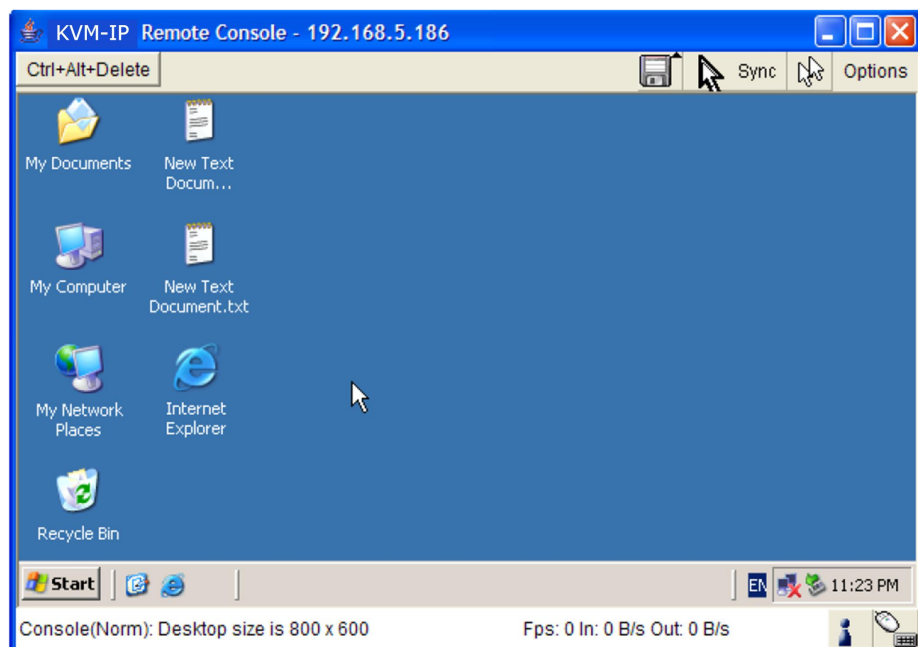 KVM-IP Remote Console - 192.168.5.186
Ctrl+Alt+Delete
Sync
Options
My Documents
New Text
Docum...
My Computer
New Text
Document.txt
My Network
Places
Internet
Explorer
Recycle Bin
Start
EN
11:23 PM
Console(Norm): Desktop size is 800 x 600
Fps: 0 In: 0 B/s Out: 0 B/s